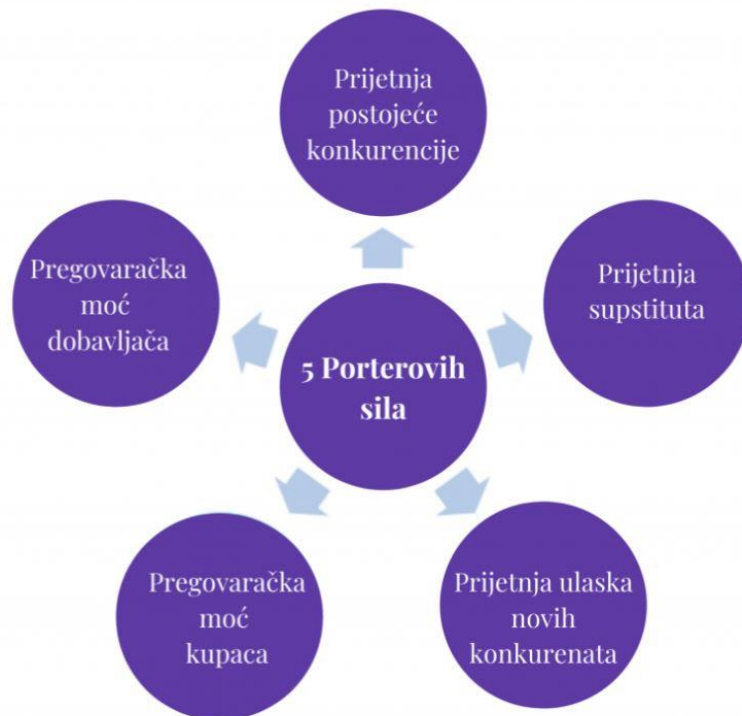 Prijetnja
postojeće
konkurencije
Pregovaračka
moć
dobavljača
Prijetnja
supstituta
5 Porterovih
sila
Pregovaračka
moć
kupaca
Prijetnja ulaska
novih
konkurenata